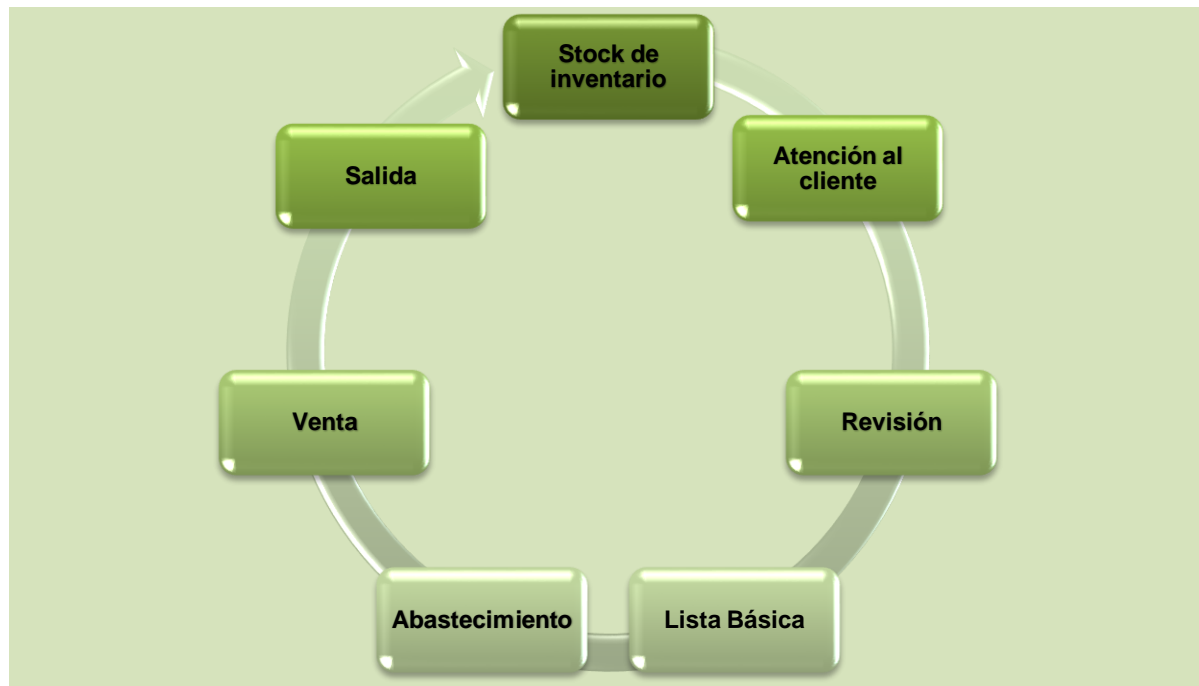 Stock de
inventario
Atención al
cliente
Revisión
Lista Básica
Abastecimiento
Venta
Salida